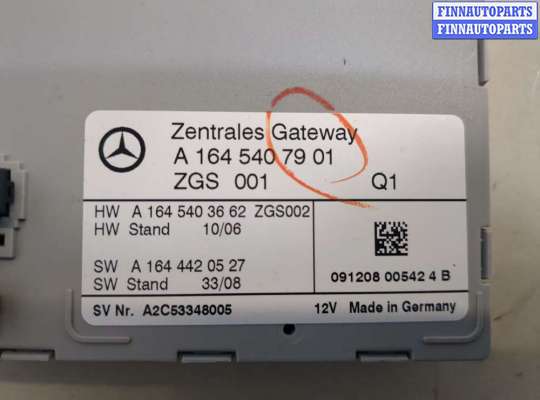 FINNAUTOPARTS
FINNAUTOPARTS
Zentrales Gateway
A 164 540 79 01
ZGS 001 Q1
HW A 164 540 36 62 ZGS002
HW Stand 10/06
SW A 164 442 05 27
SW Stand 33/08
091208 00542 4 B
SV Nr. A2C53348005 12V Made in Germany